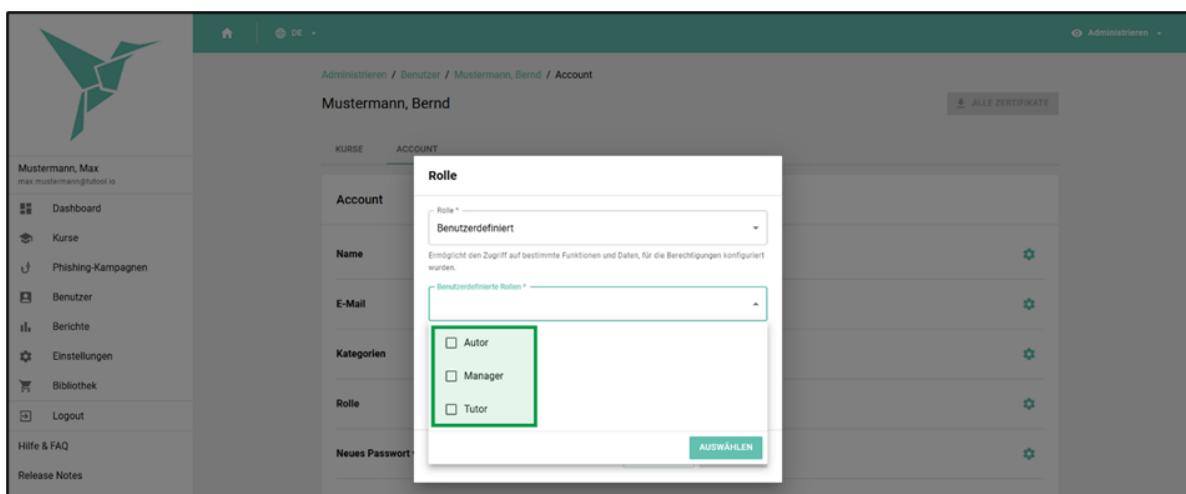 DE
Administrieren
Administrieren / Benutzer / Mustermann, Bernd / Account
Mustermann, Bernd
ALLE ZERTIFIKATE
KURSE ACCOUNT
Mustermann, Max
max.mustermann@tutool.io
Dashboard
Kurse
Phishing-Kampagnen
Benutzer
Berichte
Einstellungen
Bibliothek
Logout
Hilfe & FAQ
Release Notes
Account
Name
E-Mail
Kategorien
Rolle
Neues Passwort
Rolle
Rolle *
Benutzerdefiniert
Ermöglicht den Zugriff auf bestimmte Funktionen und Daten, für die Berechtigungen konfiguriert
wurden.
Benutzerdefinierte Rollen *
Autor
Manager
Tutor
AUSWÄHLEN